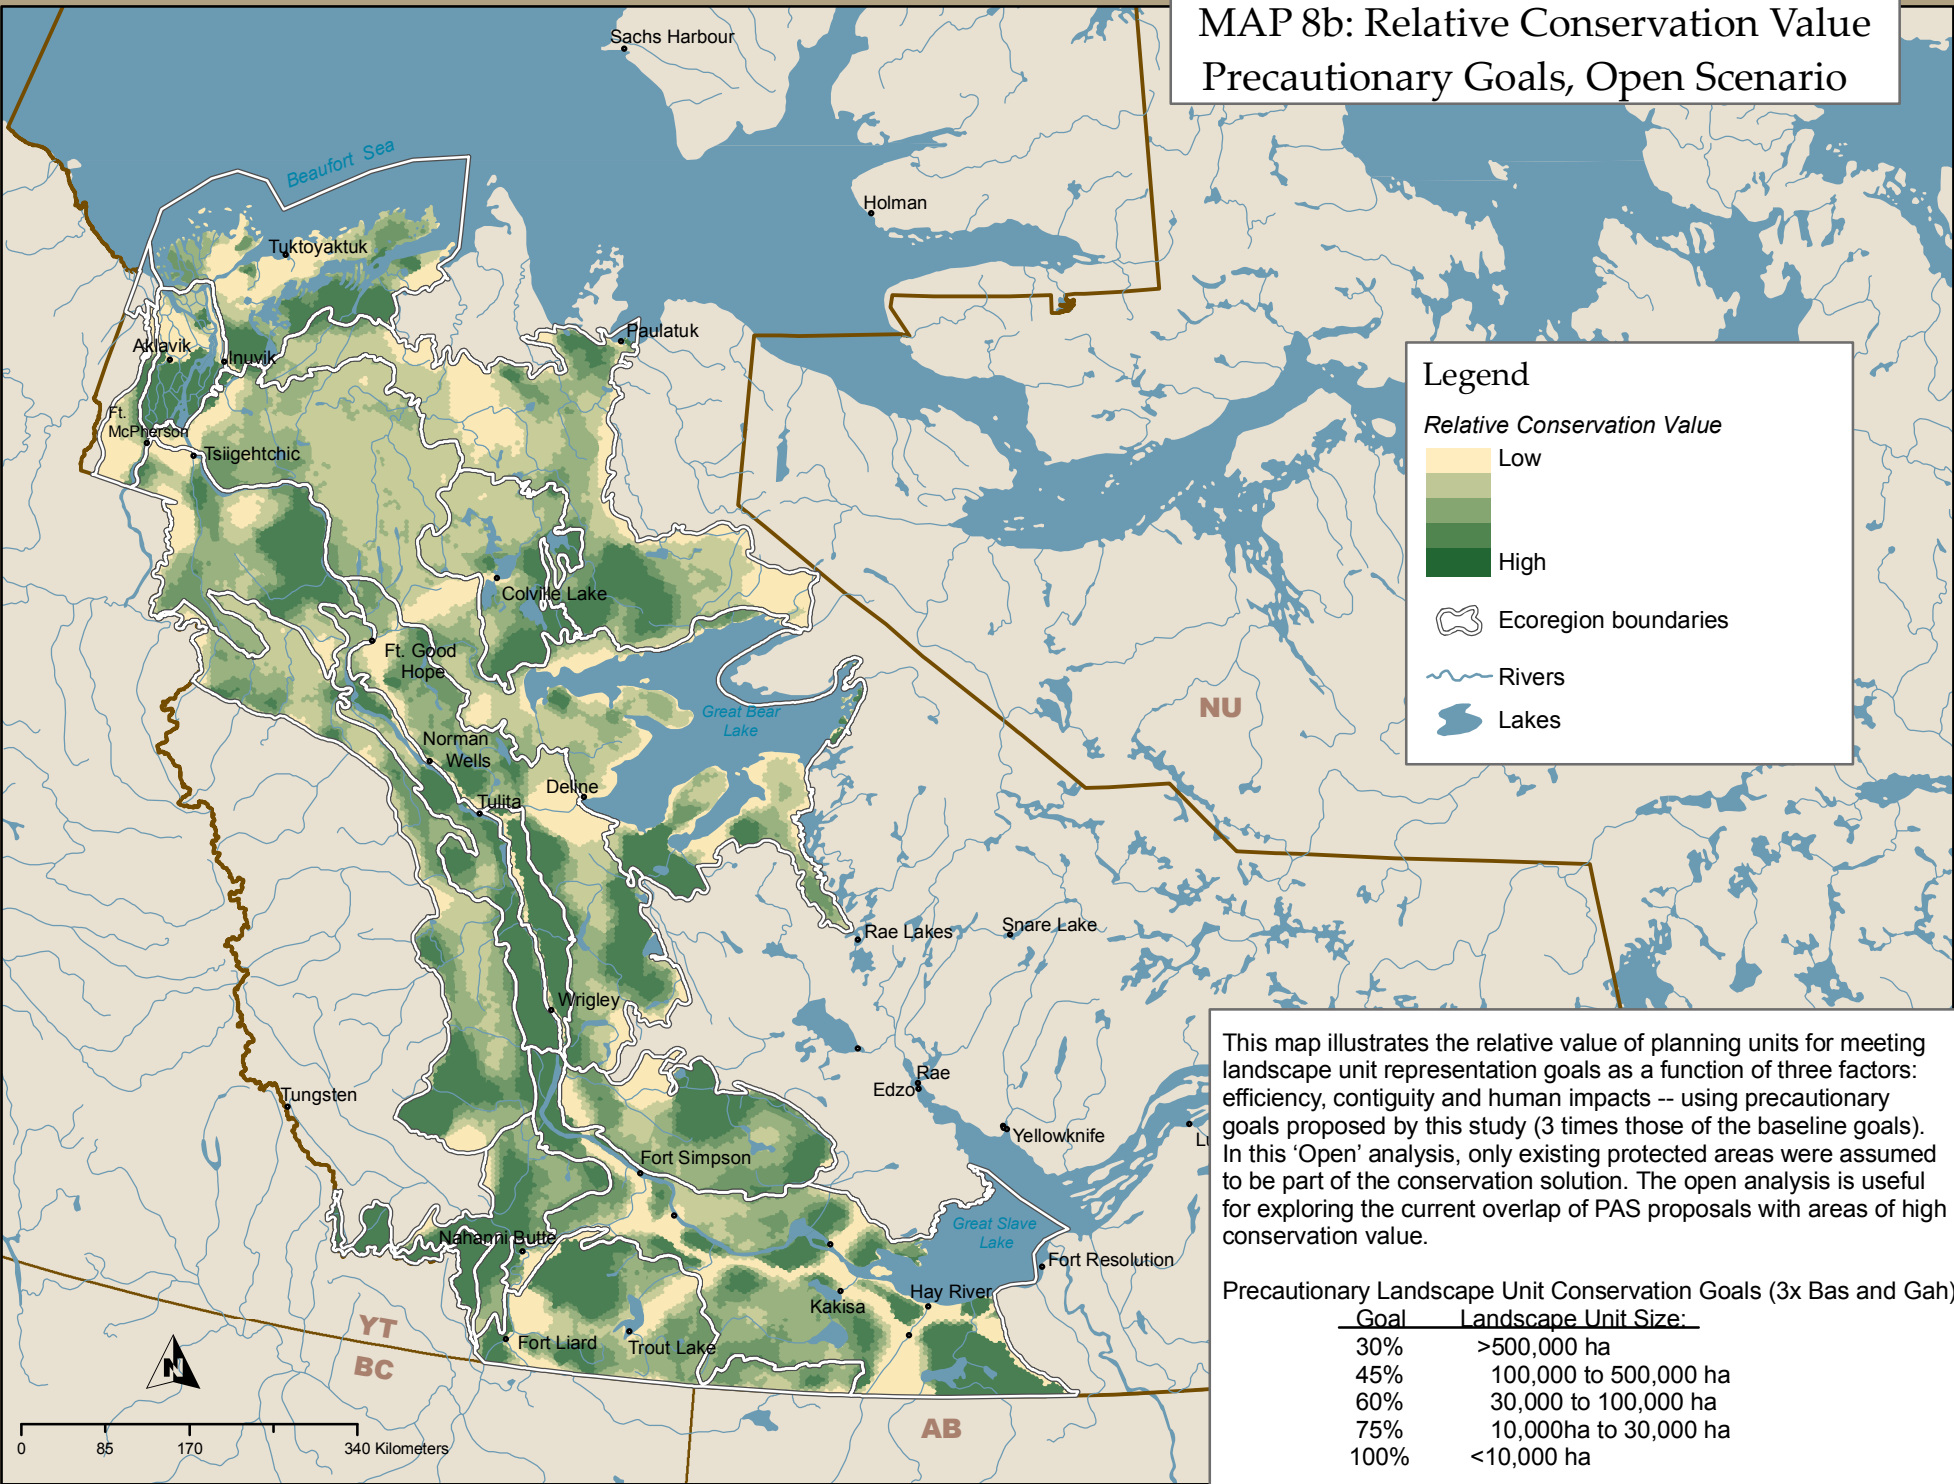 MAP 8b: Relative Conservation Value
Precautionary Goals, Open Scenario
Sachs Harbour
Beaufort Sea
Holman
Tuktoyaktuk
Paulatuk
Aklavik
Inuvik
Ft.
McPherson
Tsiigehtchic
Colville Lake
Ft. Good
Hope
Great Bear
Lake
Norman
Wells
Deline
Tulita
NU
Rae Lakes
Snare Lake
Wrigley
Tungsten
Rae
Edzo
Yellowknife
Lu
Fort Simpson
Nahanni Butte
Great Slave
Lake
Fort Resolution
Hay River
Kakisa
Fort Liard
Trout Lake
YT
BC
AB
N
0 85 170 340 Kilometers
Legend
Relative Conservation Value
Low
High
Ecoregion boundaries
Rivers
Lakes
This map illustrates the relative value of planning units for meeting
landscape unit representation goals as a function of three factors:
efficiency, contiguity and human impacts -- using precautionary
goals proposed by this study (3 times those of the baseline goals).
In this ‘Open’ analysis, only existing protected areas were assumed
to be part of the conservation solution. The open analysis is useful
for exploring the current overlap of PAS proposals with areas of high
conservation value.
Precautionary Landscape Unit Conservation Goals (3x Bas and Gah)
Goal Landscape Unit Size:
30% >500,000 ha
45% 100,000 to 500,000 ha
60% 30,000 to 100,000 ha
75% 10,000ha to 30,000 ha
100% <10,000 ha